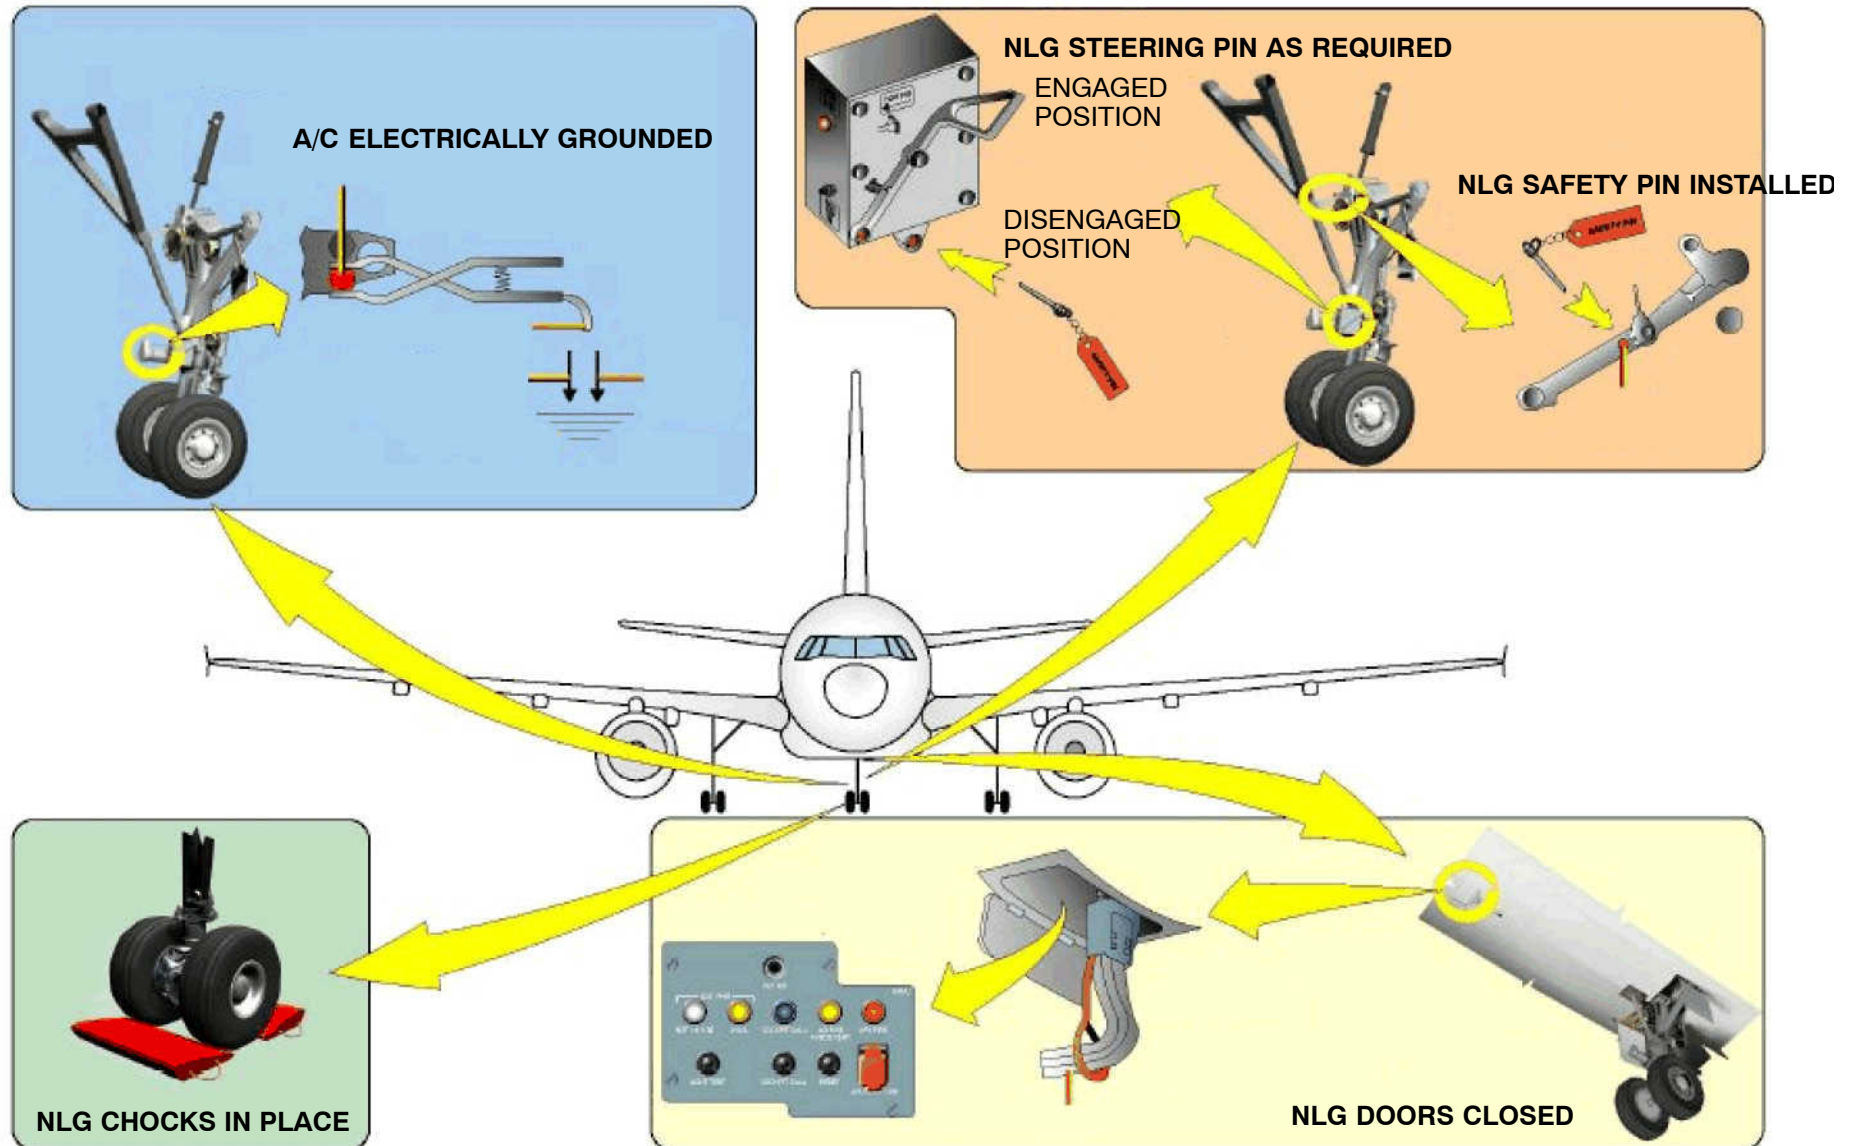 A/C ELECTRICALLY GROUNDED
NLG STEERING PIN AS REQUIRED
ENGAGED
POSITION
DISENGAGED
POSITION
NLG SAFETY PIN INSTALLED
NLG CHOCKS IN PLACE
NLG DOORS CLOSED